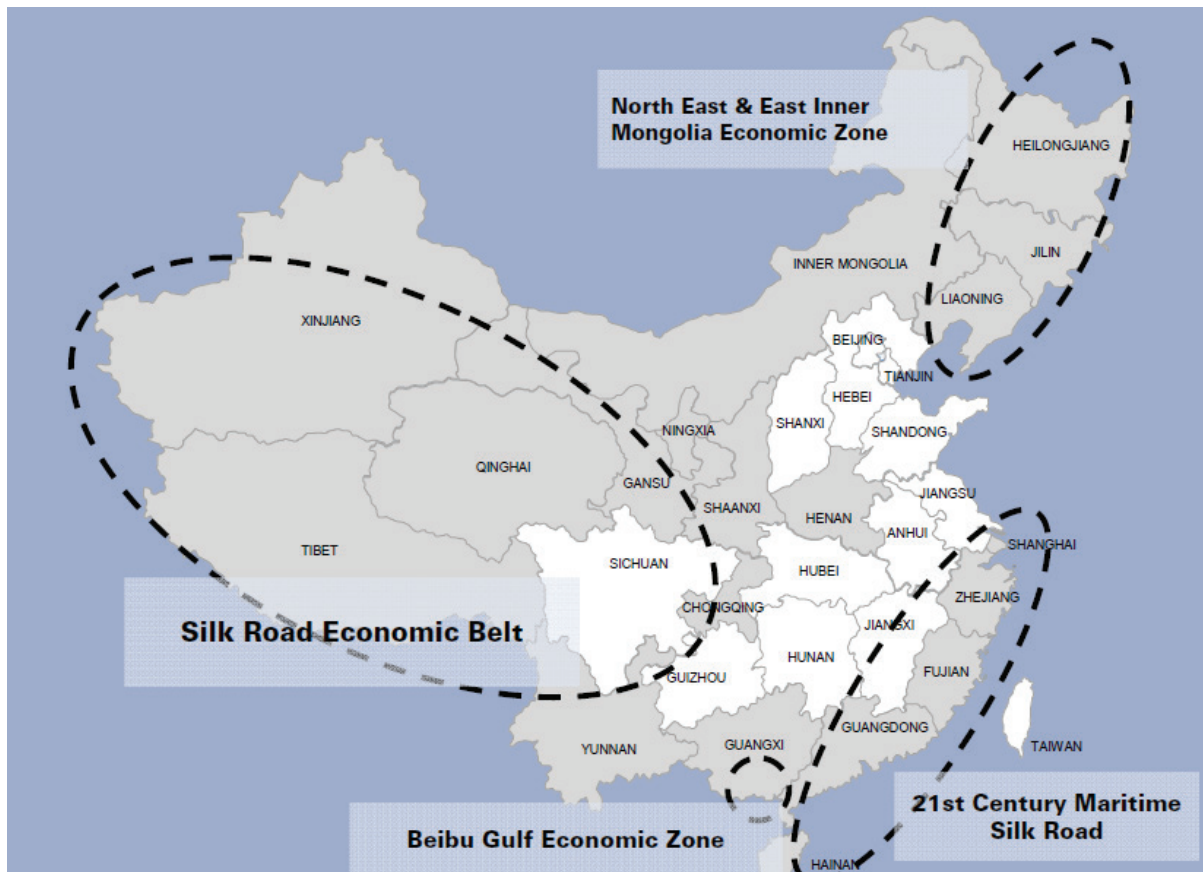 North East & East Inner
Mongolia Economic Zone
HEILONGJIANG
JILIN
INNER MONGOLIA
LIAONING
XINJIANG
BEIJING
TIANJIN
HEBEI
SHANXI
SHANDONG
NINGXIA
QINGHAI
GANSU
JIANGSU
SHAANXI
HENAN
ANHUI
SHANGHAI
TIBET
SICHUAN
HUBEI
ZHEJIANG
CHONGQING
Silk Road Economic Belt
JIANGXI
HUNAN
FUJIAN
GUIZHOU
GUANGDONG
YUNNAN
GUANGXI
TAIWAN
21st Century Maritime
Silk Road
Beibu Gulf Economic Zone
HAINAN